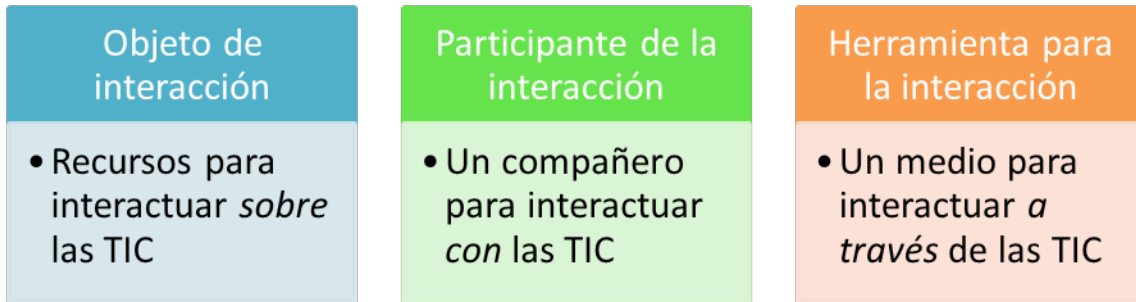 Objeto de
interacción
• Recursos para
interactuar sobre
las TIC
Participante de la
interacción
• Un compañero
para interactuar
con las TIC
Herramienta para
la interacción
• Un medio para
interactuar a
través de las TIC